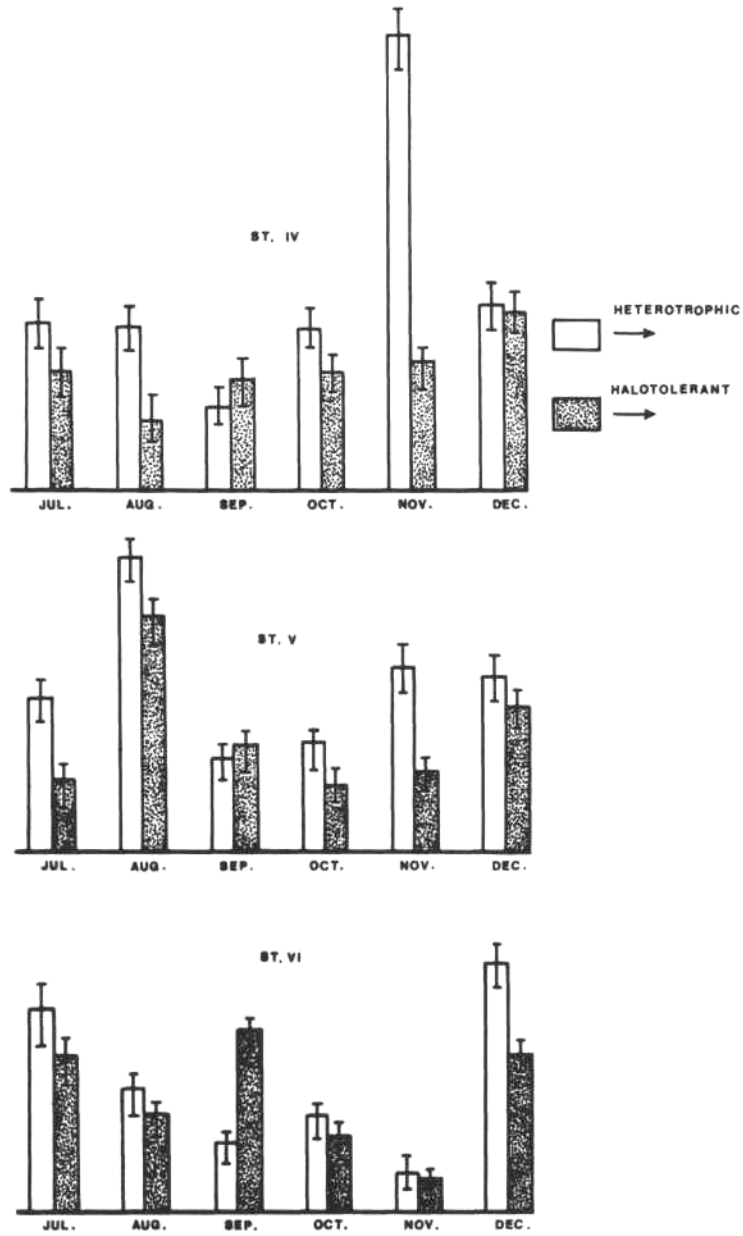 ST. IV
HETEROTROPHIC
HALOTOLERANT
JUL. AUG. SEP. OCT. NOV. DEC.
ST. V
JUL. AUG. SEP. OCT. NOV. DEC.
ST. VI
JUL. AUG. SEP. OCT. NOV. DEC.